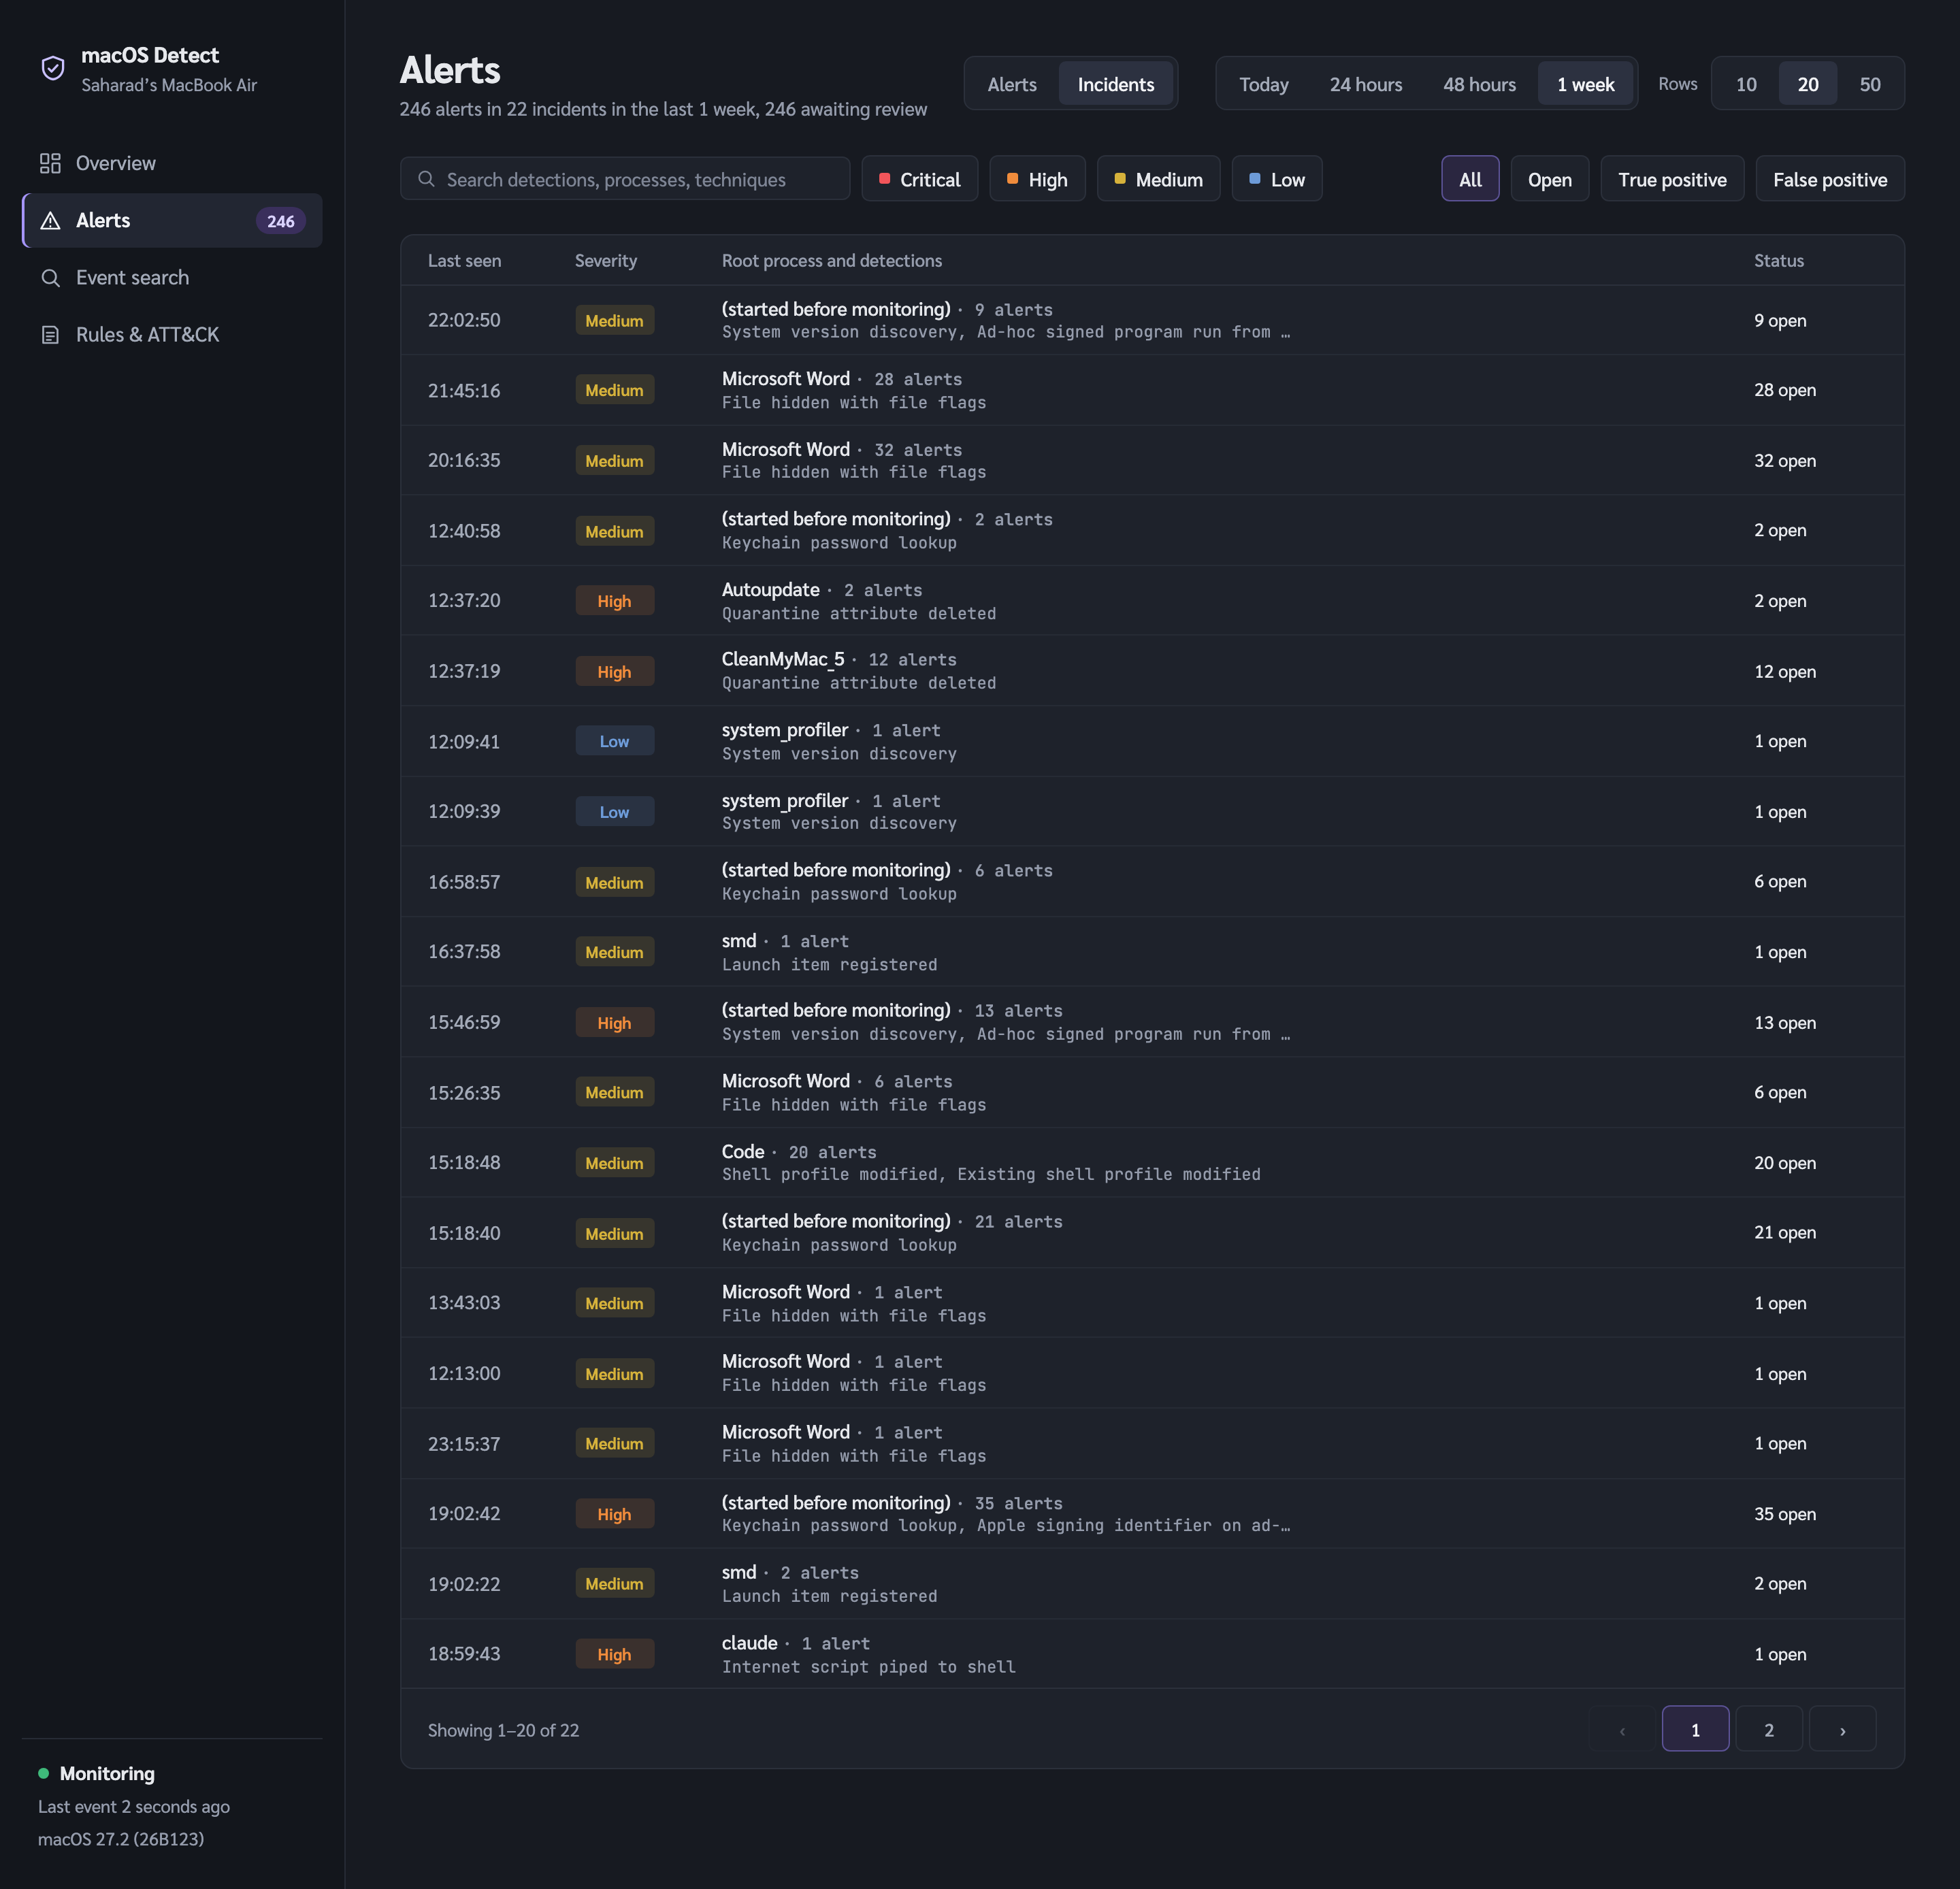 macOS Detect
Saharad’s MacBook Air
Overview
Alerts 246
Event search
Rules & ATT&CK
Monitoring
Last event 2 seconds ago
macOS 27.2 (26B123)
Alerts
246 alerts in 22 incidents in the last 1 week, 246 awaiting review
Alerts Incidents
Today 24 hours 48 hours 1 week
Rows 10 20 50
Search detections, processes, techniques
Critical High Medium Low
All Open True positive False positive
Last seen Severity Root process and detections Status
22:02:50 Medium (started before monitoring) · 9 alerts 9 open
System version discovery, Ad-hoc signed program run from …
21:45:16 Medium Microsoft Word · 28 alerts 28 open
File hidden with file flags
20:16:35 Medium Microsoft Word · 32 alerts 32 open
File hidden with file flags
12:40:58 Medium (started before monitoring) · 2 alerts 2 open
Keychain password lookup
12:37:20 High Autoupdate · 2 alerts 2 open
Quarantine attribute deleted
12:37:19 High CleanMyMac_5 · 12 alerts 12 open
Quarantine attribute deleted
12:09:41 Low system_profiler · 1 alert 1 open
System version discovery
12:09:39 Low system_profiler · 1 alert 1 open
System version discovery
16:58:57 Medium (started before monitoring) · 6 alerts 6 open
Keychain password lookup
16:37:58 Medium smd · 1 alert 1 open
Launch item registered
15:46:59 High (started before monitoring) · 13 alerts 13 open
System version discovery, Ad-hoc signed program run from …
15:26:35 Medium Microsoft Word · 6 alerts 6 open
File hidden with file flags
15:18:48 Medium Code · 20 alerts 20 open
Shell profile modified, Existing shell profile modified
15:18:40 Medium (started before monitoring) · 21 alerts 21 open
Keychain password lookup
13:43:03 Medium Microsoft Word · 1 alert 1 open
File hidden with file flags
12:13:00 Medium Microsoft Word · 1 alert 1 open
File hidden with file flags
23:15:37 Medium Microsoft Word · 1 alert 1 open
File hidden with file flags
19:02:42 High (started before monitoring) · 35 alerts 35 open
Keychain password lookup, Apple signing identifier on ad-…
19:02:22 Medium smd · 2 alerts 2 open
Launch item registered
18:59:43 High claude · 1 alert 1 open
Internet script piped to shell
Showing 1–20 of 22
‹ 1 2 ›